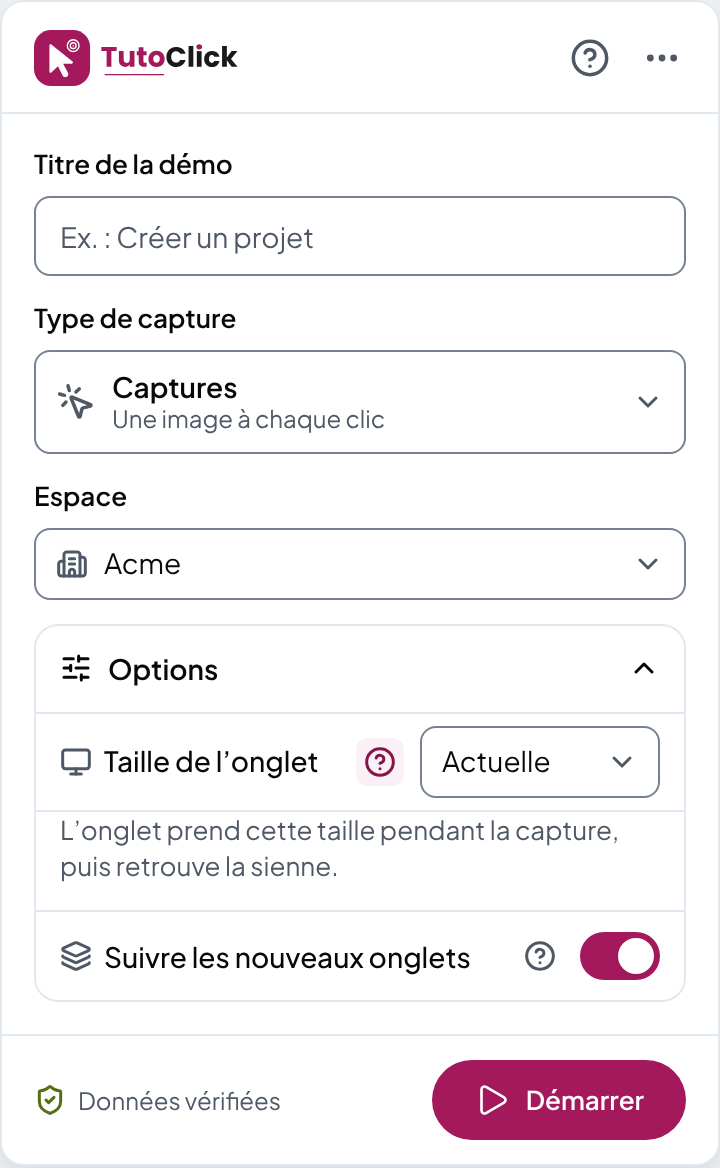 TutoClick
Titre de la démo
Ex. : Créer un projet
Type de capture
Captures
Une image à chaque clic
Espace
Acme
Options
Taille de l’onglet
Actuelle
L’onglet prend cette taille pendant la capture,
puis retrouve la sienne.
Suivre les nouveaux onglets
Données vérifiées
Démarrer